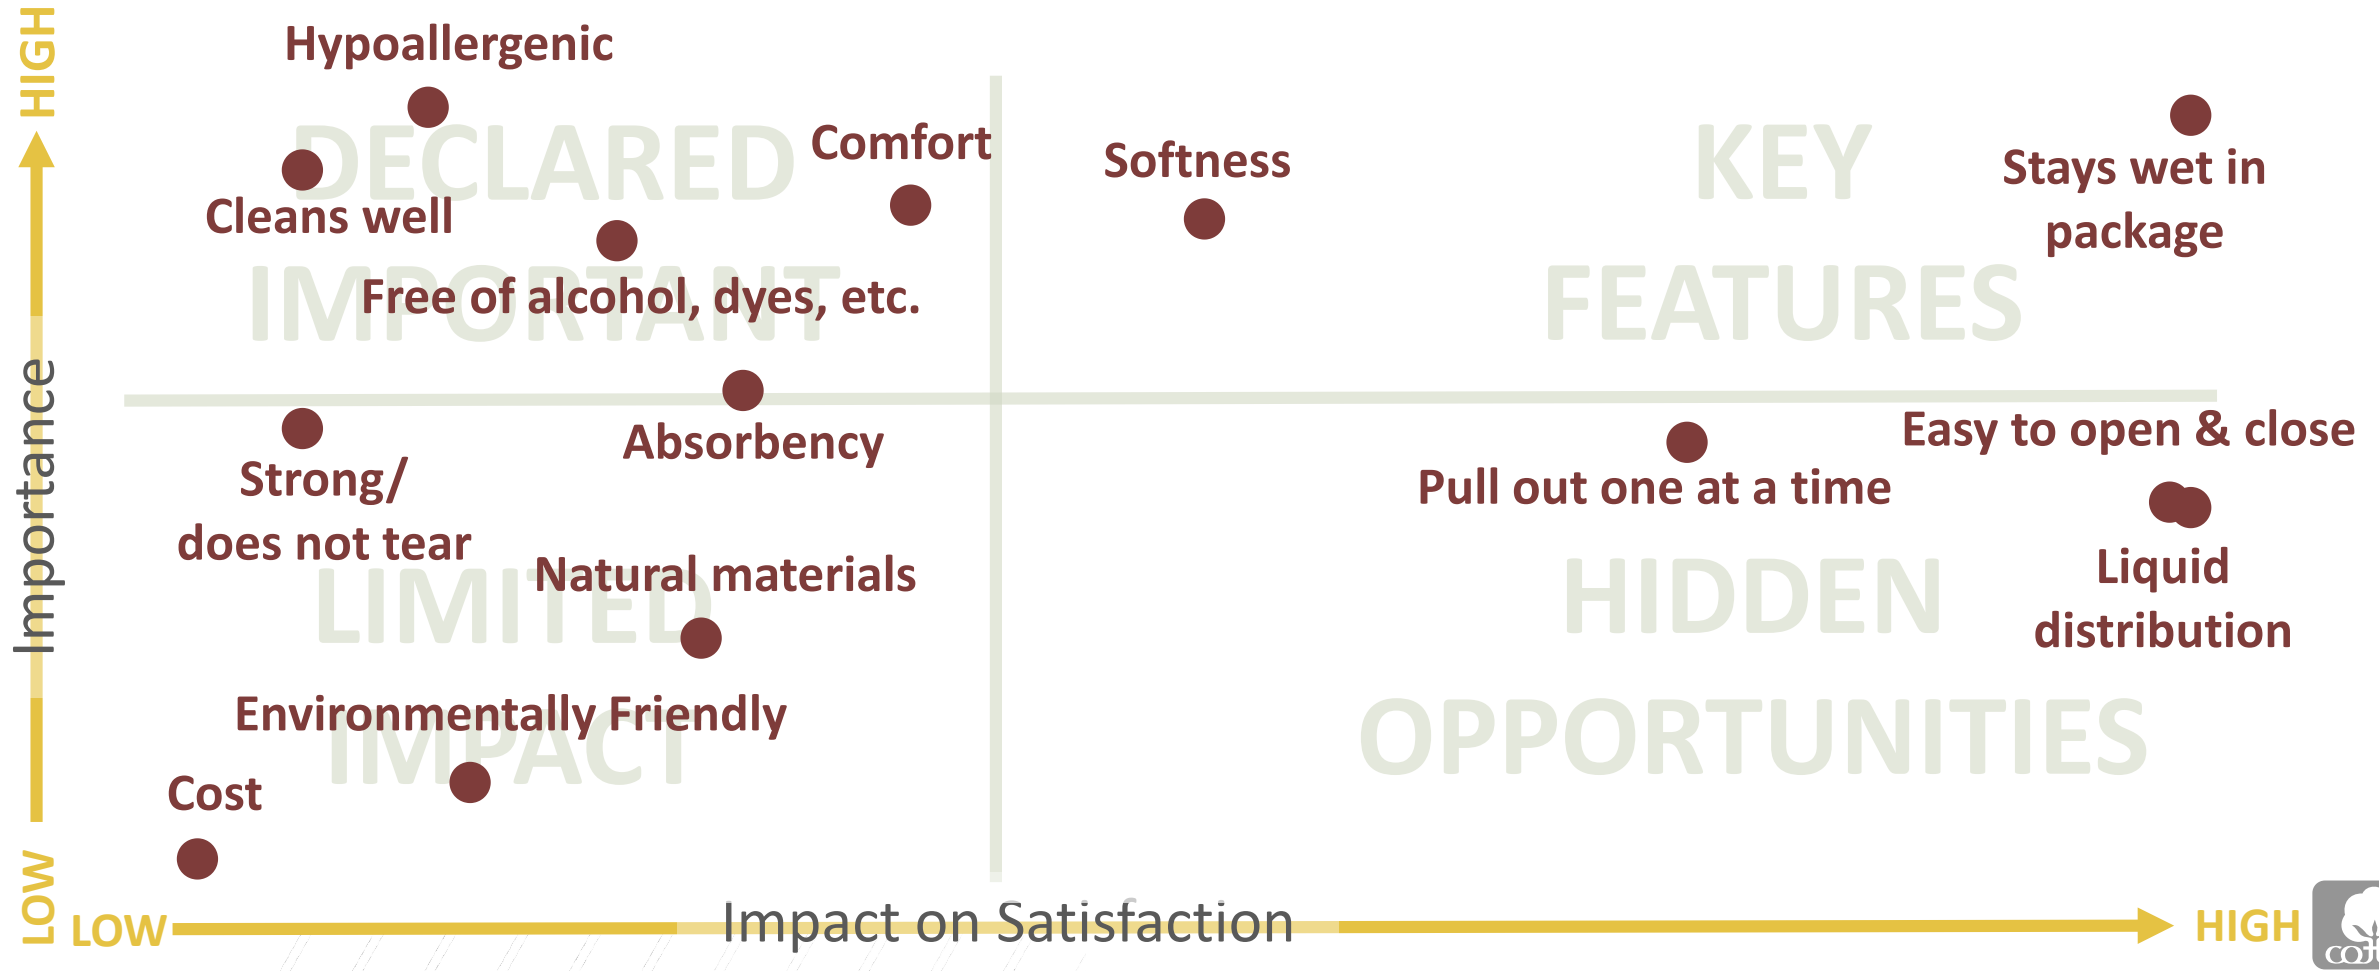 HIGH
Hypoallergenic
DECLARED
IMPORTANT
Comfort
Cleans well
Free of alcohol, dyes, etc.
Softness
KEY
FEATURES
Stays wet in
package
Importance
Absorbency
Strong/
does not tear
Pull out one at a time
Easy to open & close
Liquid
distribution
Natural materials
LIMITED
IMPACT
HIDDEN
OPPORTUNITIES
Environmentally Friendly
Cost
LOW
LOW
Impact on Satisfaction
HIGH